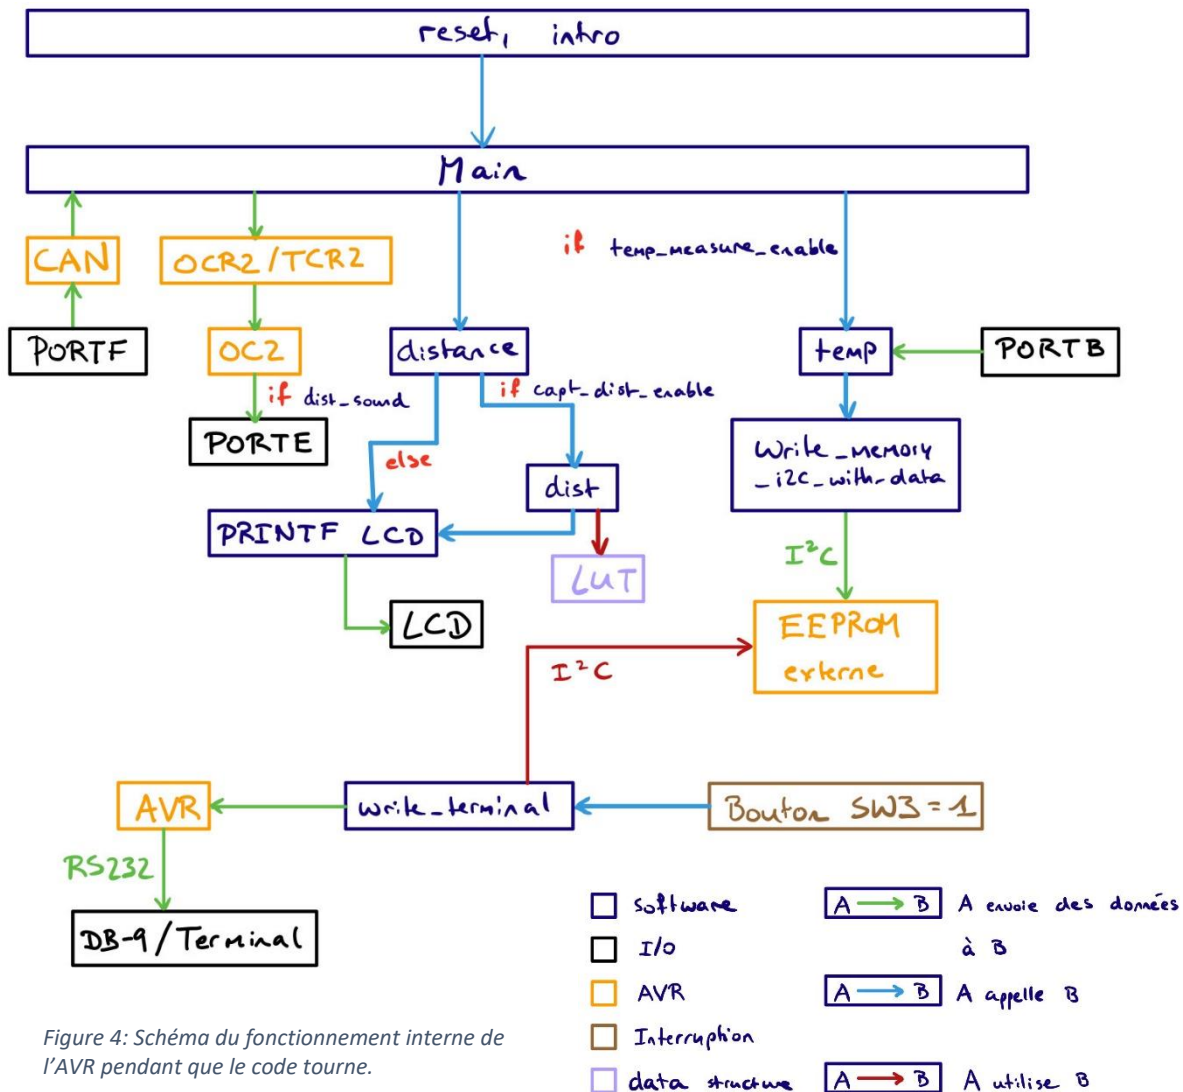 reset, intro
Main
if temp_measure_enable
CAN
OCR2/TCR2
PORTF
OC2
distance
temp
PORTB
if dist_sound
if capt_dist_enable
PORTE
else
Write_memory
_i2c_with_data
dist
PRINTF LCD
I²C
LUT
LCD
EEPROM
externe
I²C
AVR
write_terminal
Bouton SW3=1
RS232
DB-9/Terminal
software
A → B A envoie des données
à B
I/O
AVR
A → B A appelle B
Interruption
data structure
A → B A utilise B
Figure 4: Schéma du fonctionnement interne de
l'AVR pendant que le code tourne.